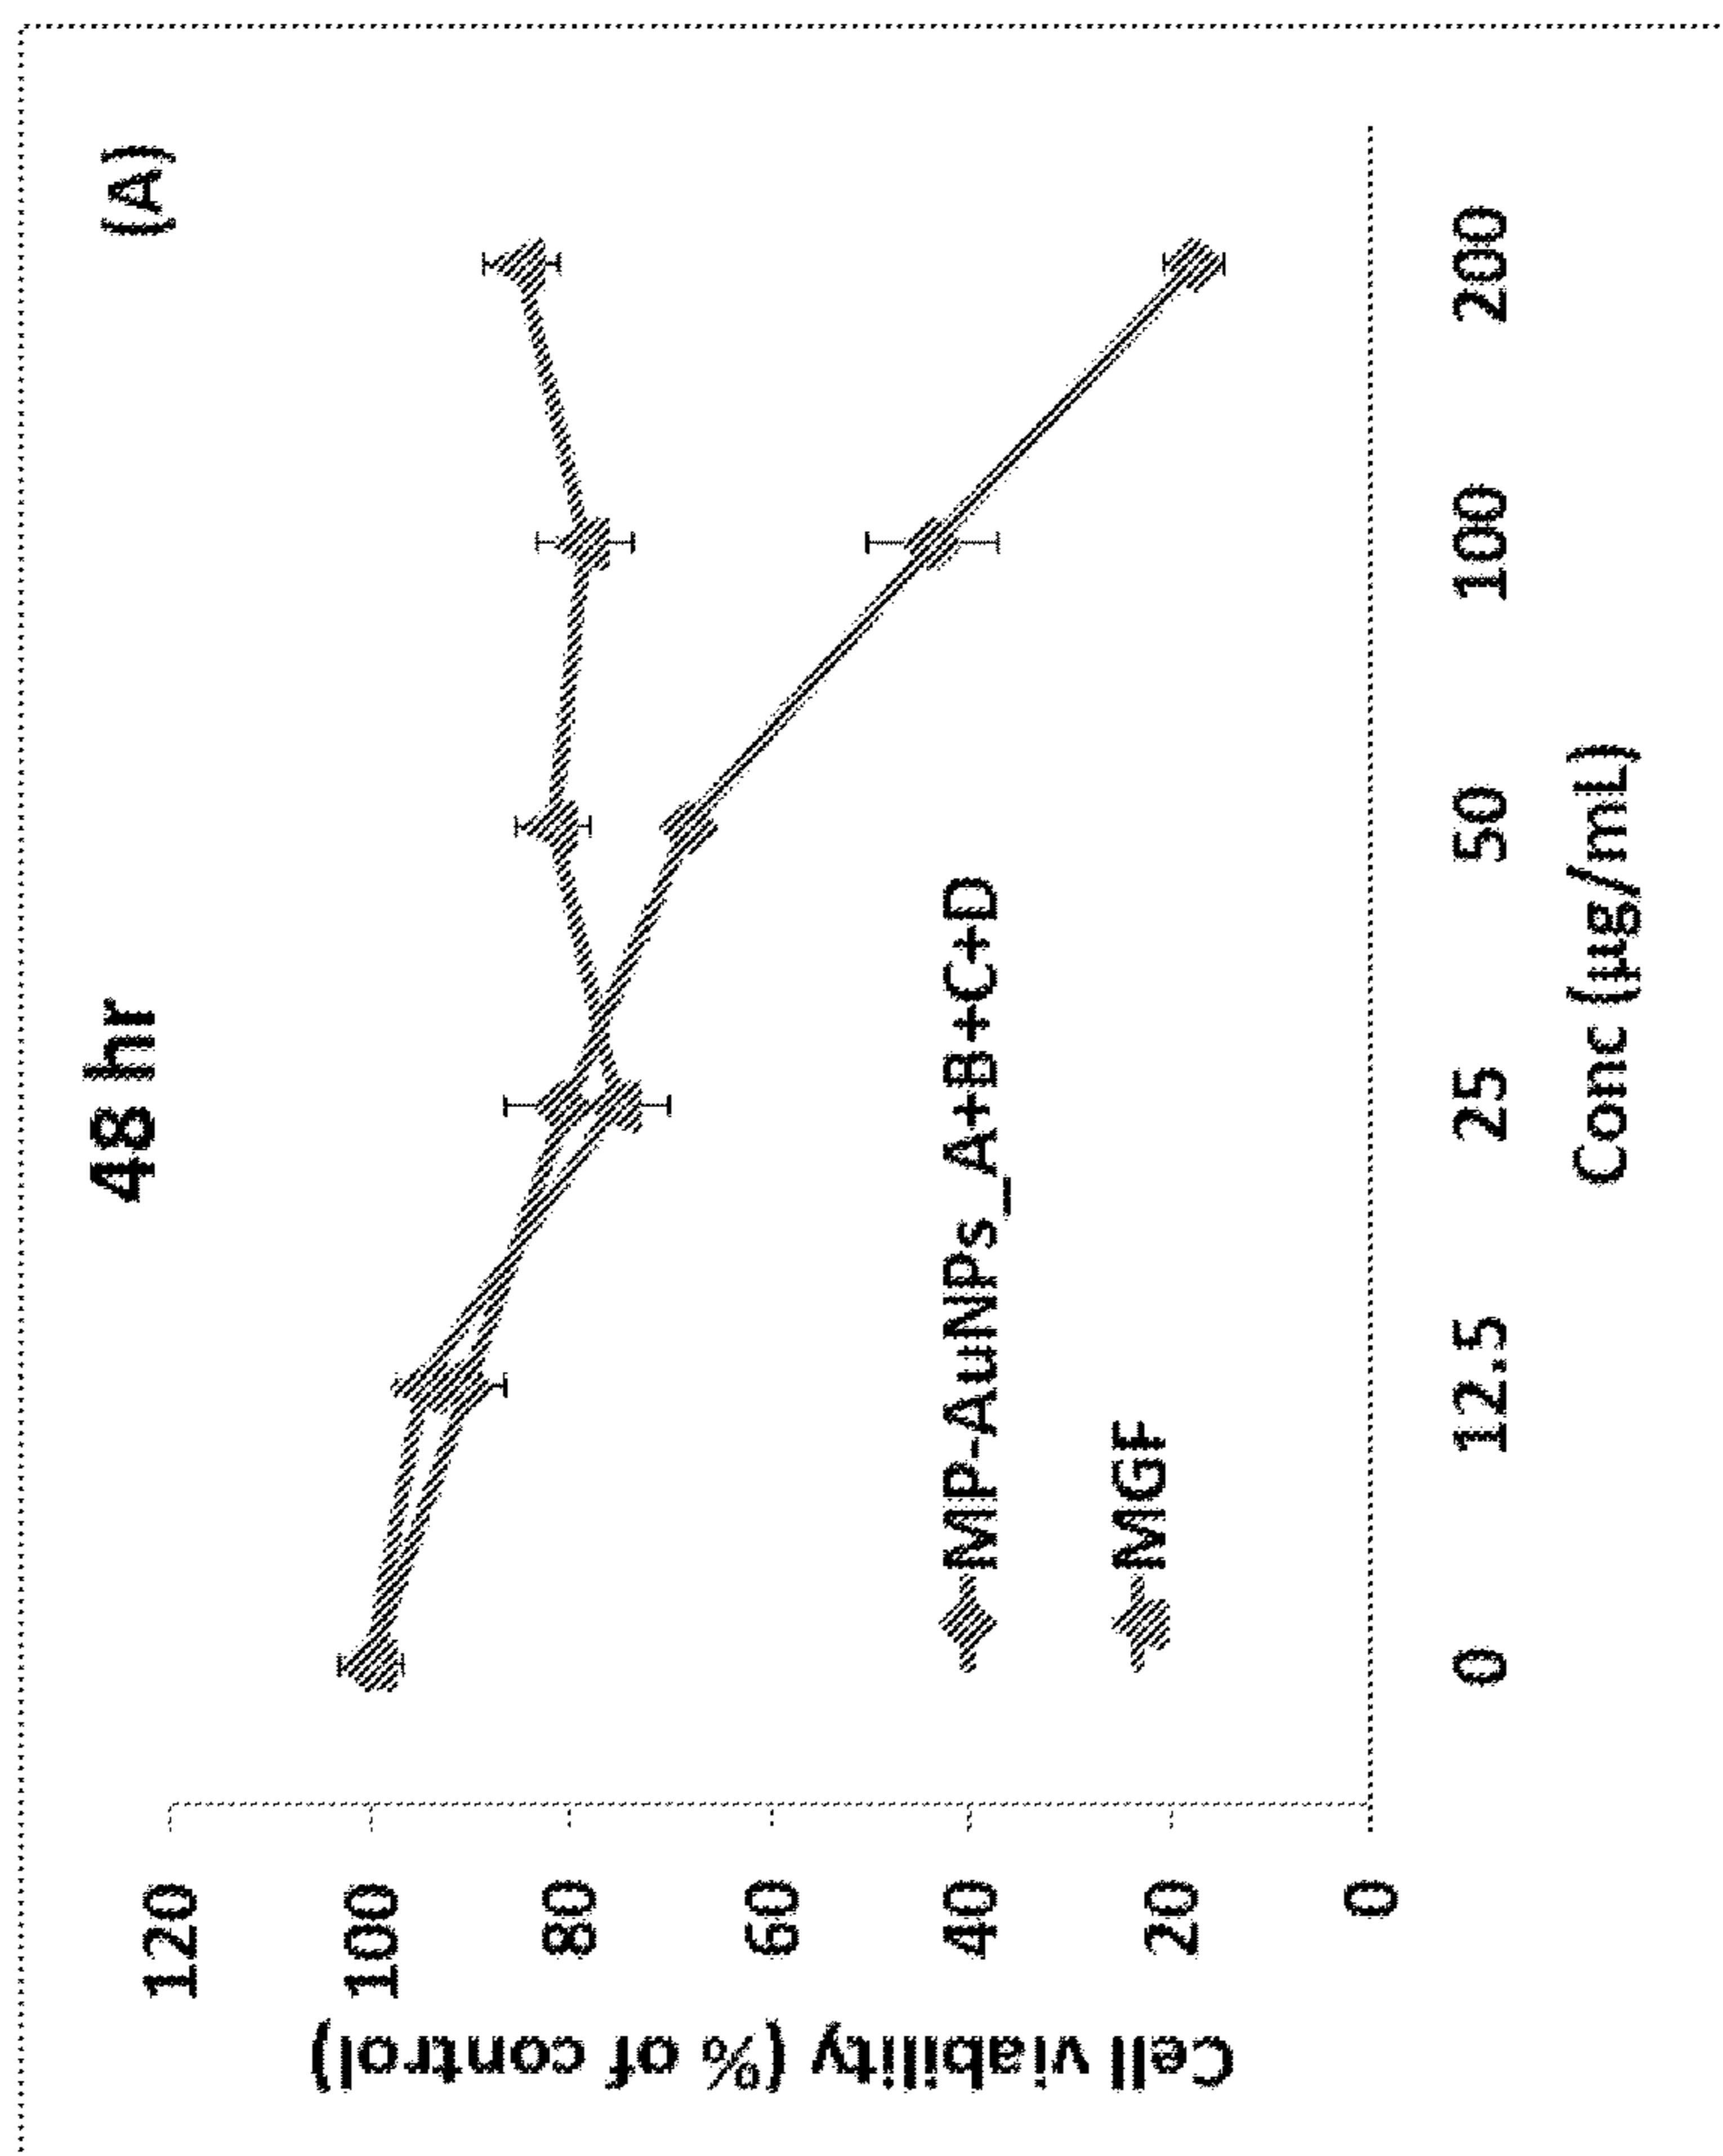 48 hr
(A)
Cell viability (% of control)
120
100
80
60
40
20
0
MP-AuNPs_A+B+C+D
MGF
0 12.5 25 50 100 200
Conc (µg/mL)